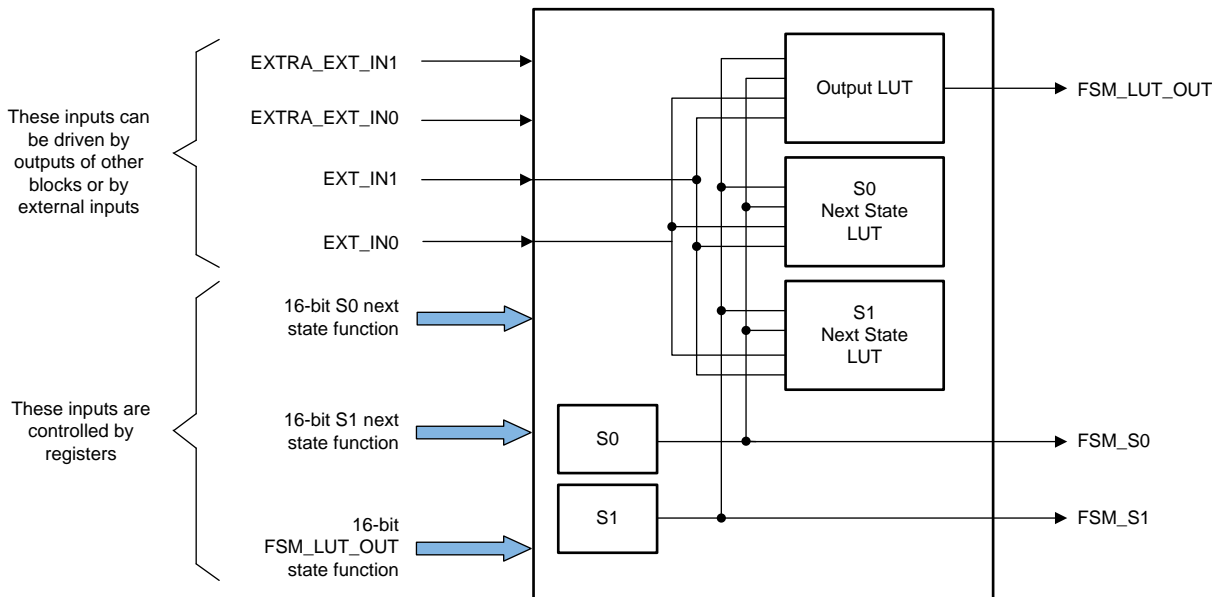 These inputs can
be driven by
outputs of other
blocks or by
external inputs
EXTRA_EXT_IN1
EXTRA_EXT_IN0
EXT_IN1
EXT_IN0
These inputs are
controlled by
registers
16-bit S0 next
state function
16-bit S1 next
state function
16-bit
FSM_LUT_OUT
state function
Output LUT
S0
Next State
LUT
S1
Next State
LUT
S0
S1
FSM_LUT_OUT
FSM_S0
FSM_S1